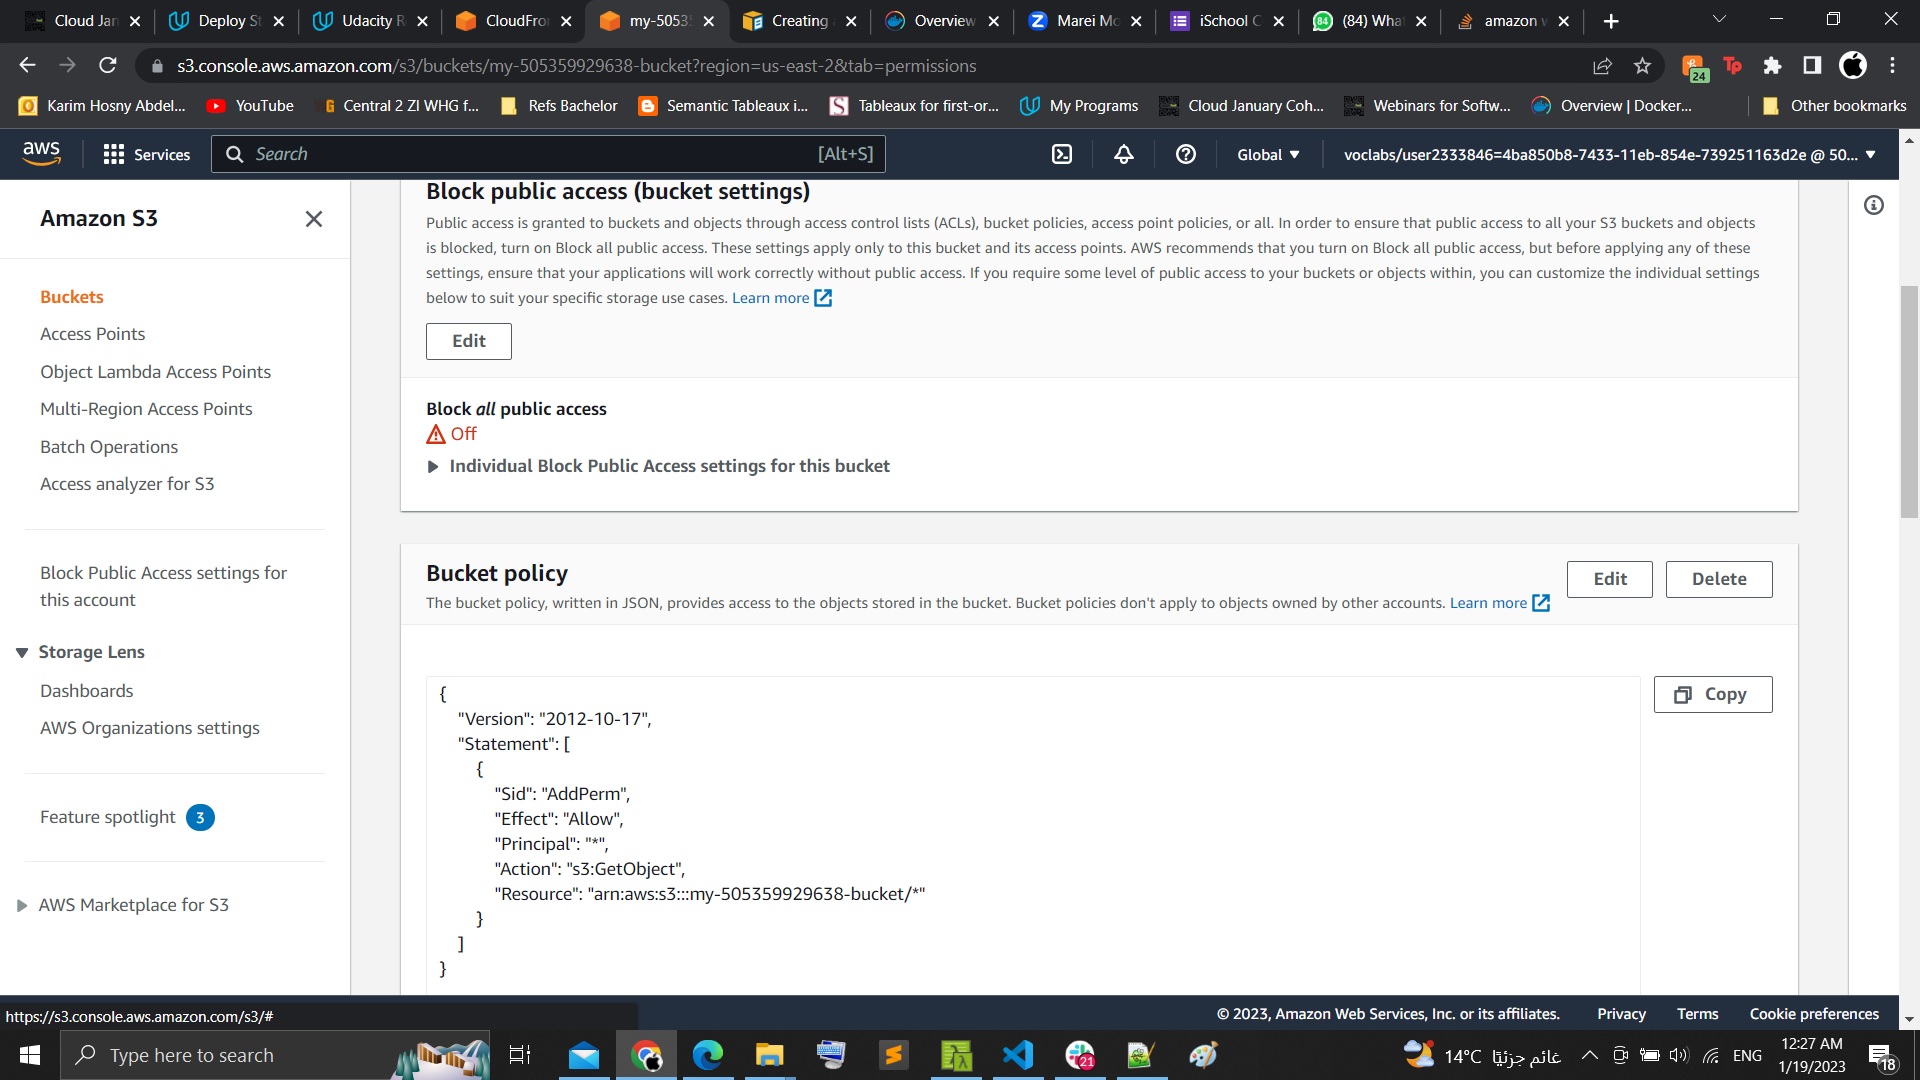 Cloud Jan
Deploy St
Udacity R
CloudFro
my-5053
Creating
Overview
Marei Mo
iSchool C
(84) Wha
amazon w
s3.console.aws.amazon.com/s3/buckets/my-505359929638-bucket?region=us-east-2&tab=permissions
24
Tp
Karim Hosny Abdel...
YouTube
Central 2 ZI WHG f...
Refs Bachelor
Semantic Tableaux i...
Tableaux for first-or...
My Programs
Cloud January Coh...
Webinars for Softw...
Overview | Docker...
Other bookmarks
aws
Services
Search
[Alt+S]
Global
voclabs/user2333846=4ba850b8-7433-11eb-854e-739251163d2e @ 50...
Amazon S3
Buckets
Access Points
Object Lambda Access Points
Multi-Region Access Points
Batch Operations
Access analyzer for S3
Block Public Access settings for
this account
Storage Lens
Dashboards
AWS Organizations settings
Feature spotlight 3
AWS Marketplace for S3
Block public access (bucket settings)
Public access is granted to buckets and objects through access control lists (ACLs), bucket policies, access point policies, or all. In order to ensure that public access to all your S3 buckets and objects
is blocked, turn on Block all public access. These settings apply only to this bucket and its access points. AWS recommends that you turn on Block all public access, but before applying any of these
settings, ensure that your applications will work correctly without public access. If you require some level of public access to your buckets or objects within, you can customize the individual settings
below to suit your specific storage use cases. Learn more
Edit
Block all public access
Off
Individual Block Public Access settings for this bucket
Bucket policy
The bucket policy, written in JSON, provides access to the objects stored in the bucket. Bucket policies don't apply to objects owned by other accounts. Learn more
Edit
Delete
Copy
{
"Version": "2012-10-17",
"Statement": [
{
"Sid": "AddPerm",
"Effect": "Allow",
"Principal": "*",
"Action": "s3:GetObject",
"Resource": "arn:aws:s3:::my-505359929638-bucket/*"
}
]
}
https://s3.console.aws.amazon.com/s3/#
© 2023, Amazon Web Services, Inc. or its affiliates.
Privacy
Terms
Cookie preferences
Type here to search
21
14°C غائم جزئيًا
ENG
12:27 AM
1/19/2023
18